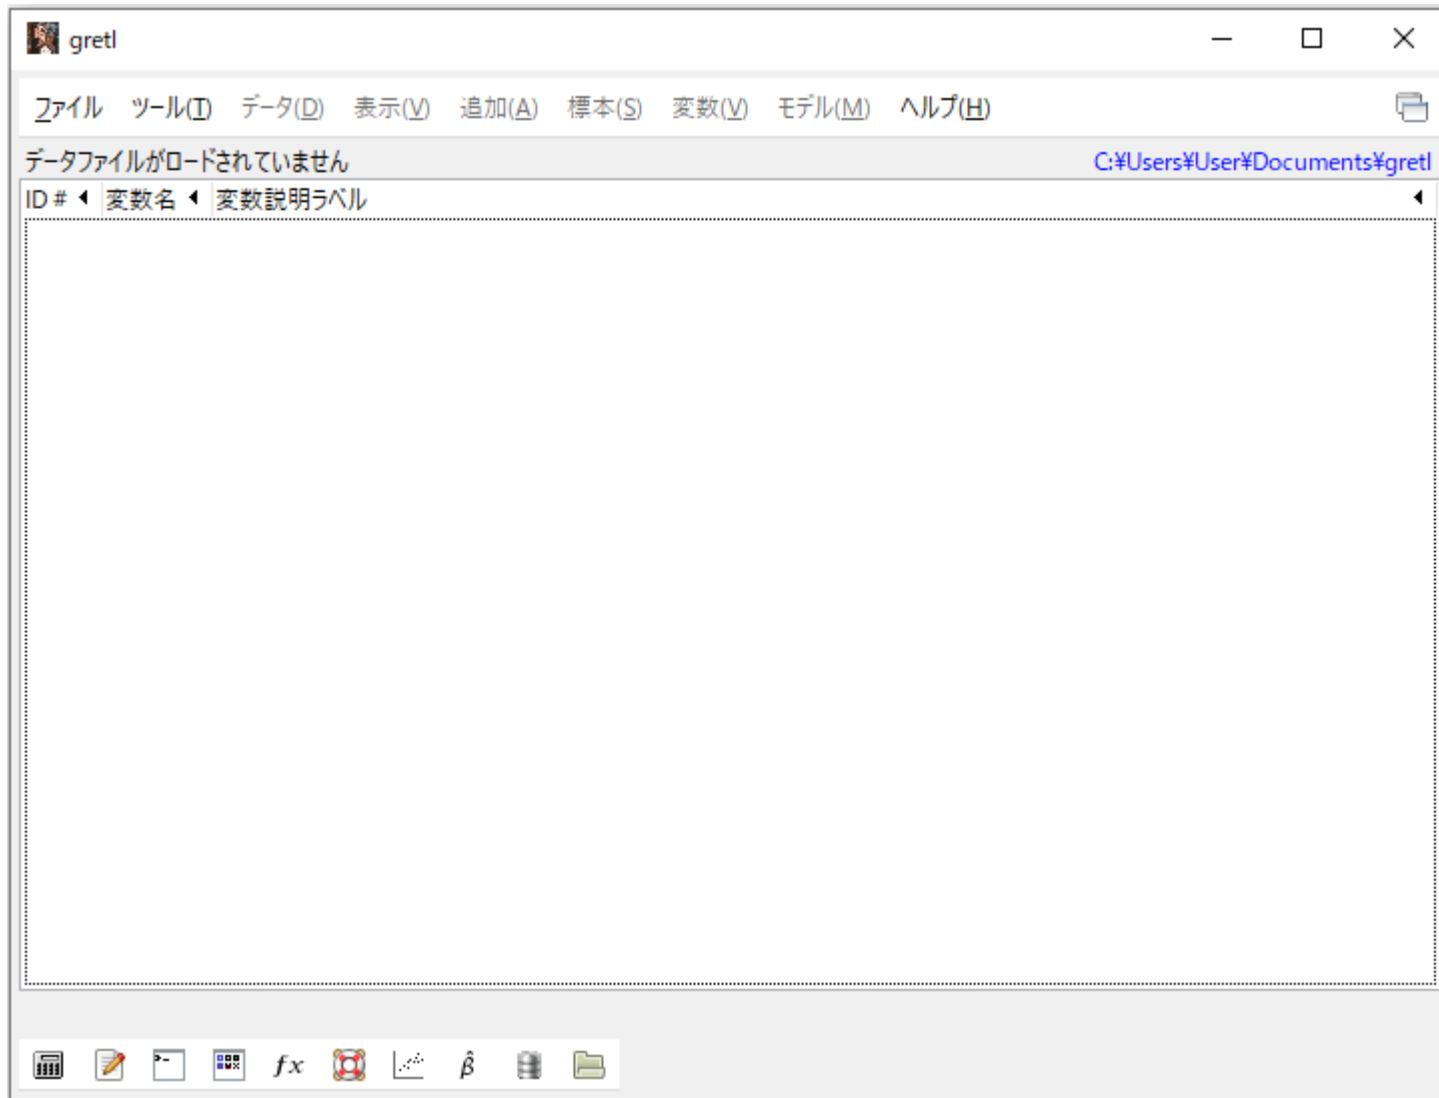 gretl
ファイル ツール(T) データ(D) 表示(V) 追加(A) 標本(S) 変数(V) モデル(M) ヘルプ(H)
データファイルがロードされていません C:¥Users¥User¥Documents¥gretl
ID # 変数名 変数説明ラベル
fx β̂